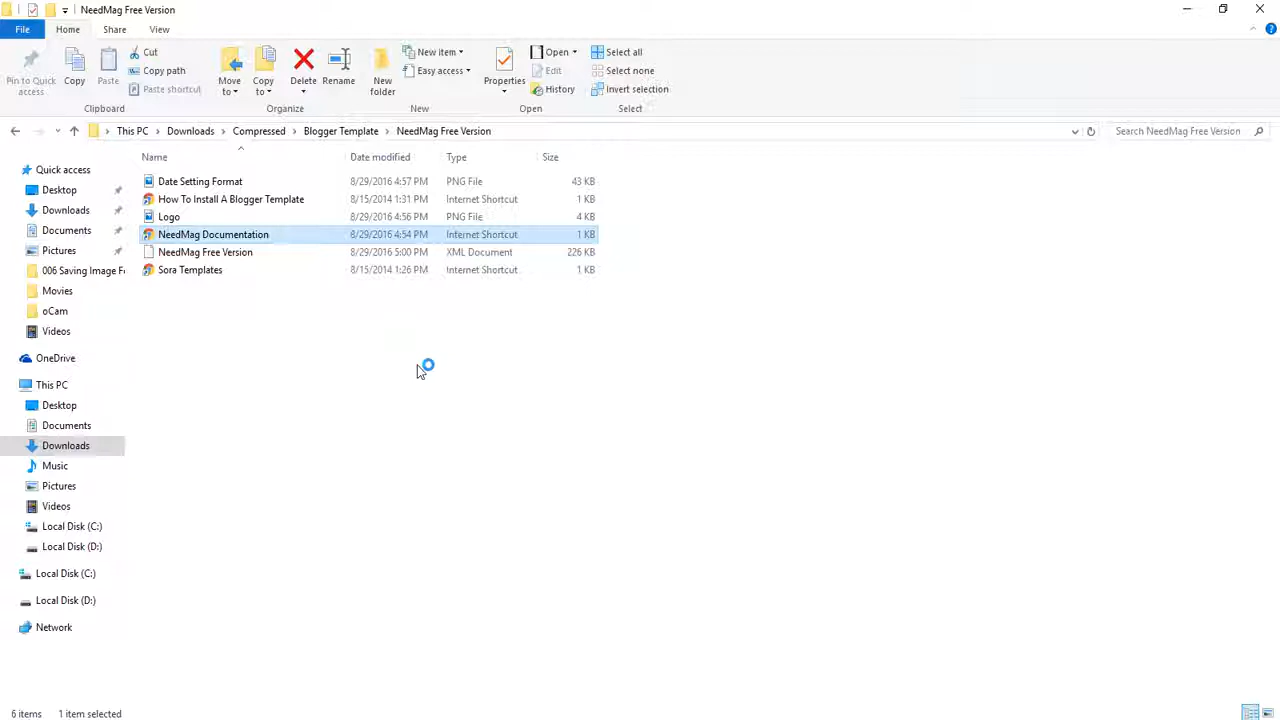 NeedMag Free Version
File Home Share View
Pin to Quick access
Copy
Paste
Cut
Copy path
Paste shortcut
Clipboard
Move to
Copy to
Delete
Rename
Organize
New folder
New item
Easy access
New
Properties
Open
Edit
History
Open
Select all
Select none
Invert selection
Select
This PC > Downloads > Compressed > Blogger Template > NeedMag Free Version
Search NeedMag Free Version
Name Date modified Type Size
Date Setting Format 8/29/2016 4:57 PM PNG File 43 KB
How To Install A Blogger Template 8/15/2014 1:31 PM Internet Shortcut 1 KB
Logo 8/29/2016 4:56 PM PNG File 4 KB
NeedMag Documentation 8/29/2016 4:54 PM Internet Shortcut 1 KB
NeedMag Free Version 8/29/2016 5:00 PM XML Document 226 KB
Sora Templates 8/15/2014 1:26 PM Internet Shortcut 1 KB
Quick access
Desktop
Downloads
Documents
Pictures
006 Saving Image F
Movies
oCam
Videos
OneDrive
This PC
Desktop
Documents
Downloads
Music
Pictures
Videos
Local Disk (C:)
Local Disk (D:)
Local Disk (C:)
Local Disk (D:)
Network
6 items 1 item selected